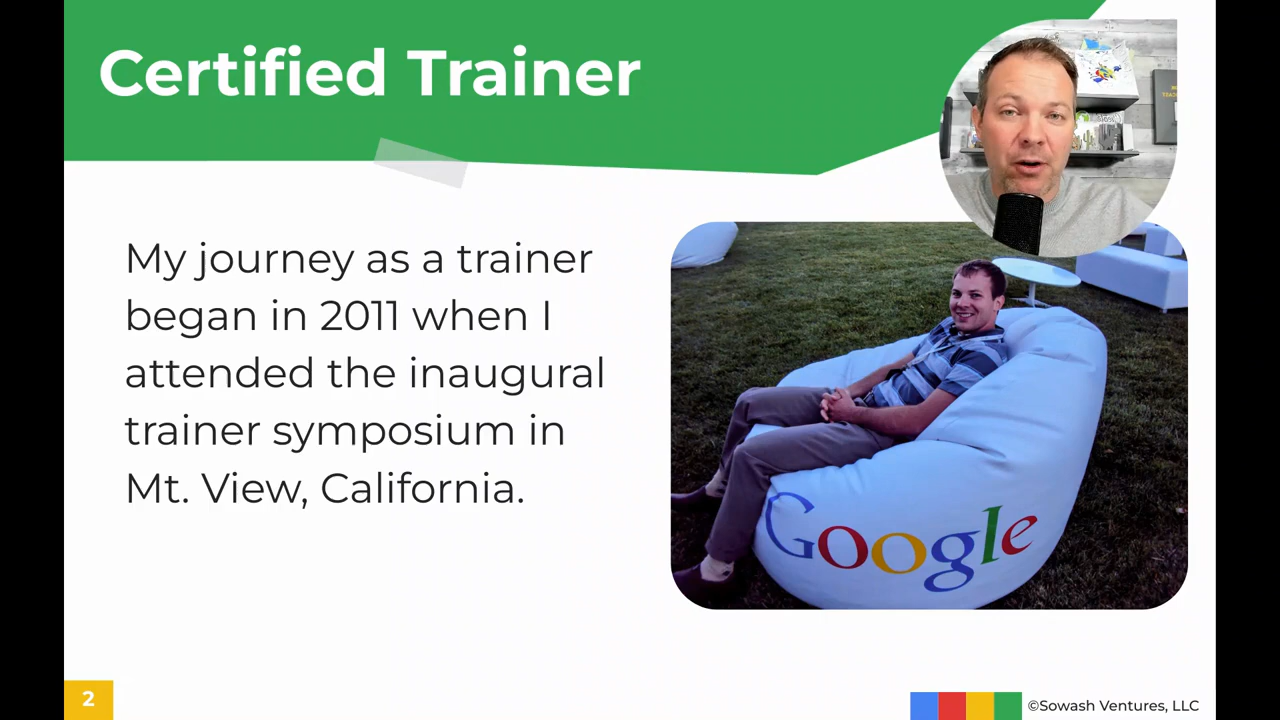 Certified Trainer
My journey as a trainer
began in 2011 when I
attended the inaugural
trainer symposium in
Mt. View, California.
Google
2
©Sowash Ventures, LLC